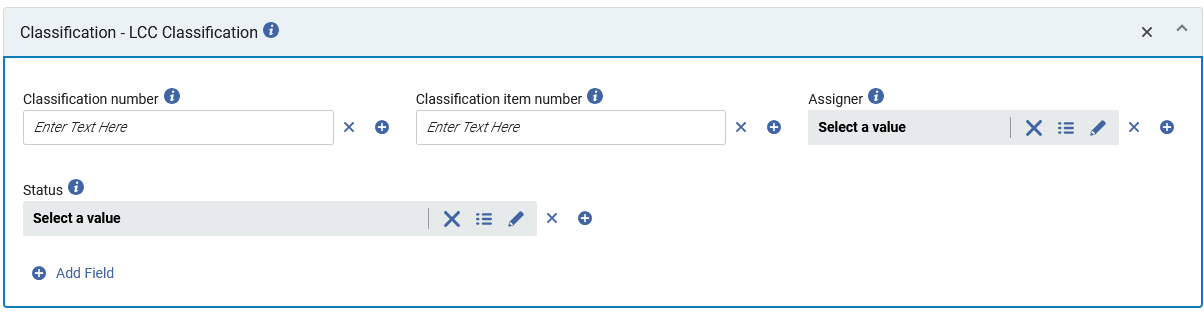 Classification - LCC Classification
Classification number
Classification item number
Assigner
Enter Text Here
Enter Text Here
Select a value
Status
Select a value
Add Field